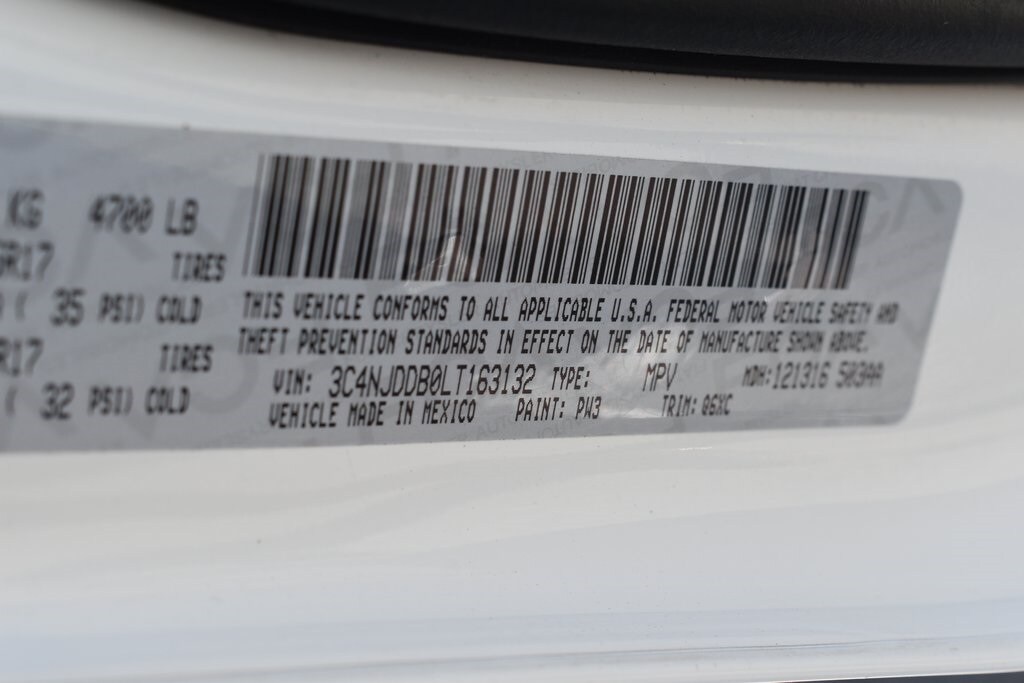 KG 4700 LB
R17 TIRES
( 35 PSI) COLD
R17 TIRES
( 32 PSI) COLD
THIS VEHICLE CONFORMS TO ALL APPLICABLE U.S.A. FEDERAL MOTOR VEHICLE SAFETY AND
THEFT PREVENTION STANDARDS IN EFFECT ON THE DATE OF MANUFACTURE SHOWN ABOVE.
VIN: 3C4NJDDB0LT163132 TYPE: MPV MDH:121316 503AA
VEHICLE MADE IN MEXICO PAINT: PW3 TRIM: